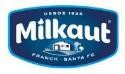 DESDE 1925
Milkaut
FRANCK - SANTA FE